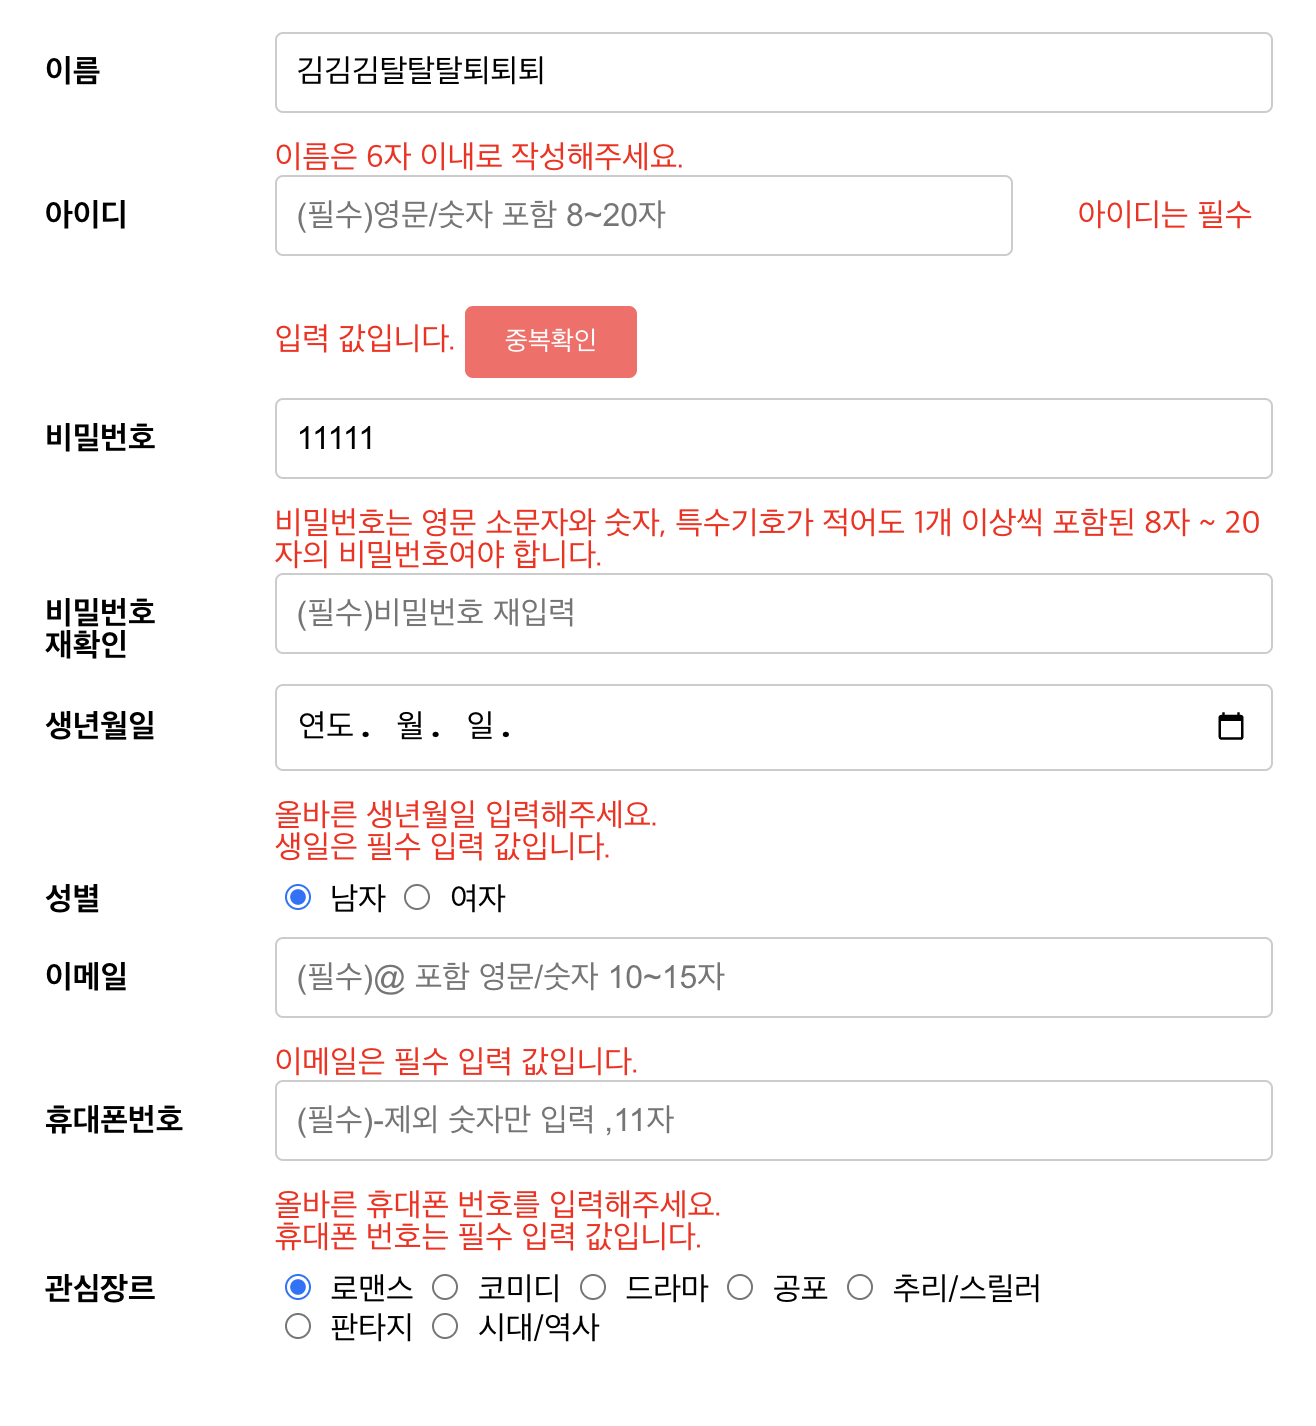 이름 김김김탈탈탈퇴퇴퇴
이름은 6자 이내로 작성해주세요.
아이디 (필수)영문/숫자 포함 8~20자 아이디는 필수
입력 값입니다. 중복확인
비밀번호 11111
비밀번호는 영문 소문자와 숫자, 특수기호가 적어도 1개 이상씩 포함된 8자 ~ 20
자의 비밀번호여야 합니다.
비밀번호 (필수)비밀번호 재입력
재확인
생년월일 연도. 월. 일.
올바른 생년월일 입력해주세요.
생일은 필수 입력 값입니다.
성별 남자 여자
이메일 (필수)@ 포함 영문/숫자 10~15자
이메일은 필수 입력 값입니다.
휴대폰번호 (필수)-제외 숫자만 입력 ,11자
올바른 휴대폰 번호를 입력해주세요.
휴대폰 번호는 필수 입력 값입니다.
관심장르 로맨스 코미디 드라마 공포 추리/스릴러
판타지 시대/역사